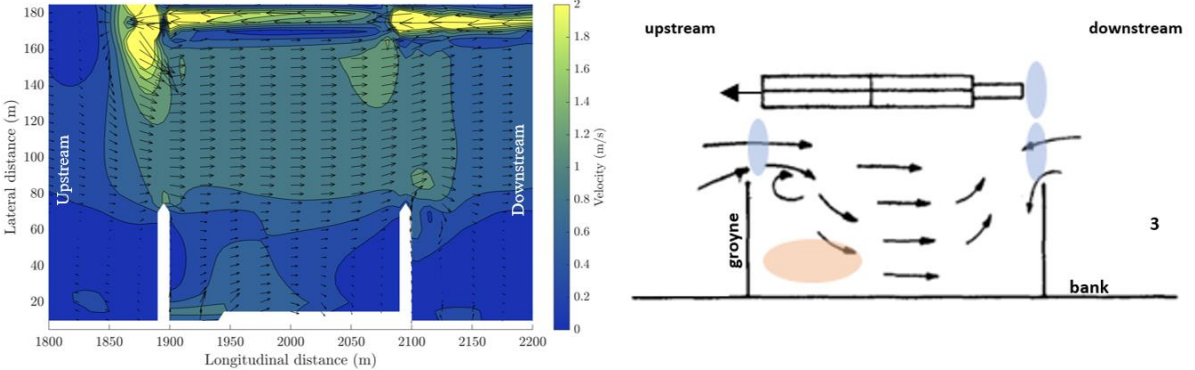 180
160
140
120
100
80
60
40
20
Lateral distance (m)
Upstream
Downstream
1800 1850 1900 1950 2000 2050 2100 2150 2200
Longitudinal distance (m)
2
1.8
1.6
1.4
1.2
1
0.8
0.6
0.4
0.2
0
Velocity (m/s)
upstream downstream
groyne
3
bank